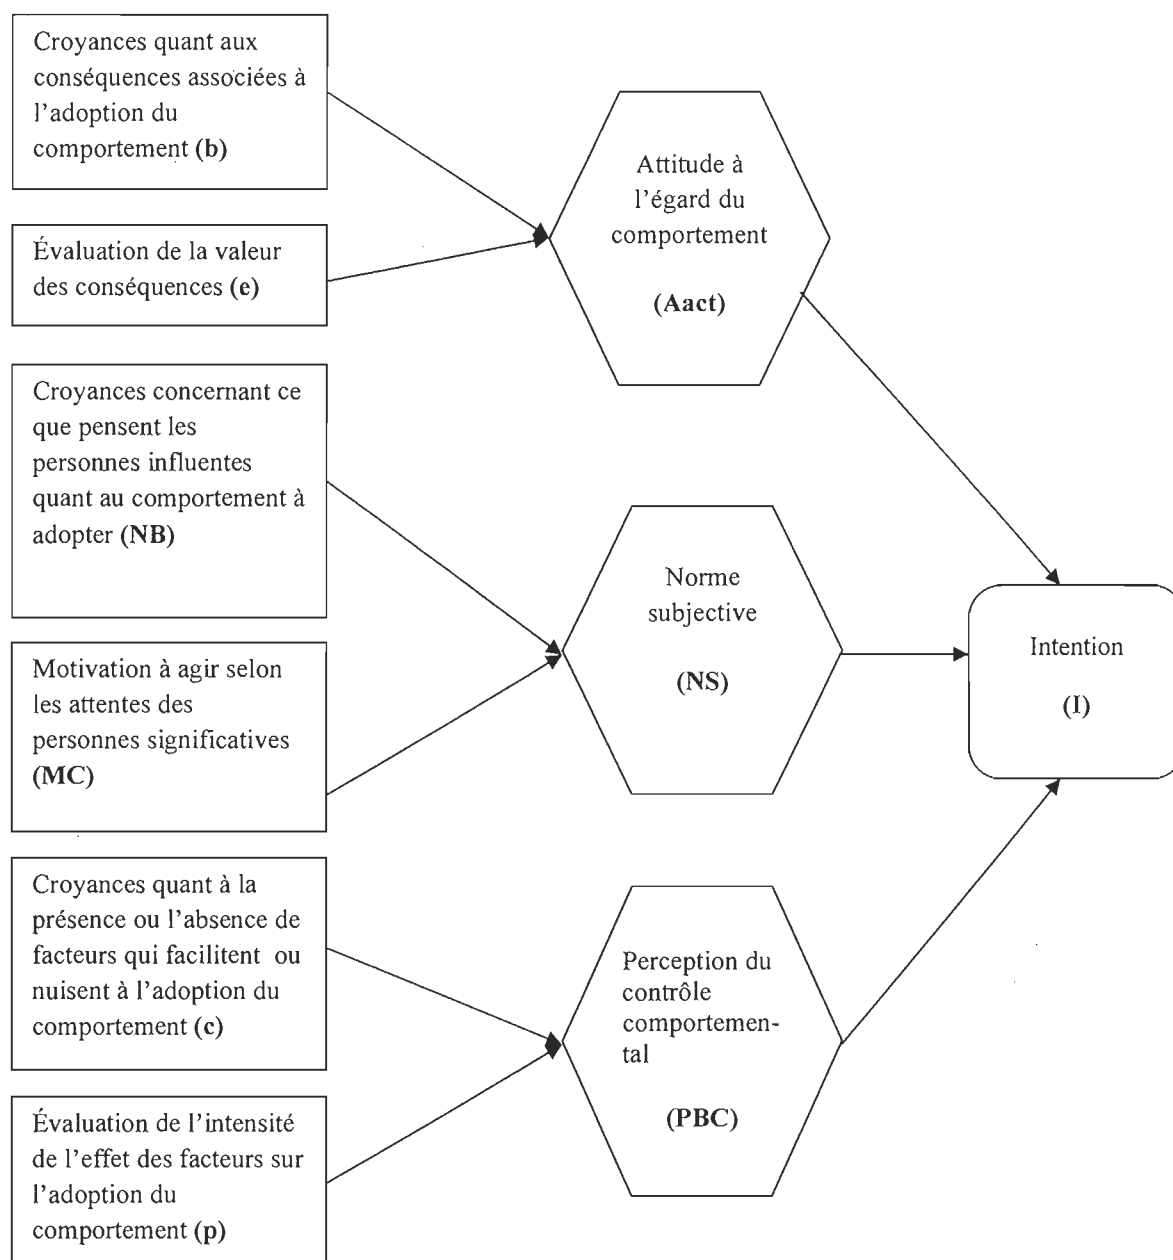 Croyances quant aux
conséquences associées à
l'adoption du
comportement (b)
Évaluation de la valeur
des conséquences (e)
Croyances concernant ce
que pensent les
personnes influentes
quant au comportement à
adopter (NB)
Motivation à agir selon
les attentes des
personnes significatives
(MC)
Croyances quant à la
présence ou l'absence de
facteurs qui facilitent ou
nuisent à l'adoption du
comportement (c)
Évaluation de l'intensité
de l'effet des facteurs sur
l'adoption du
comportement (p)
Attitude à
l'égard du
comportement
(Aact)
Norme
subjective
(NS)
Perception du
contrôle
comportemen-
tal
(PBC)
Intention
(I)